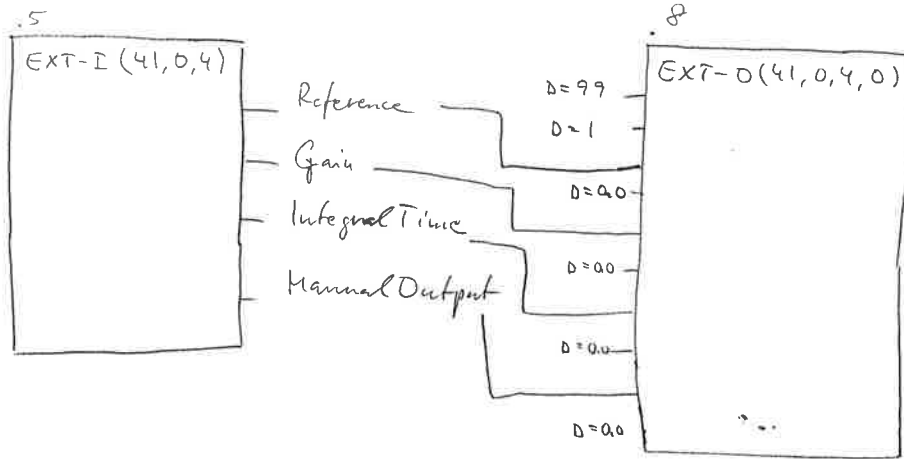 .5
.8
EXT-I (41,0,4)
EXT-O (41,0,4,0)
D=99
Reference
D=1
Gain
D=0.0
Integral Time
D=0.0
Manual Output
D=0.0
D=0.0